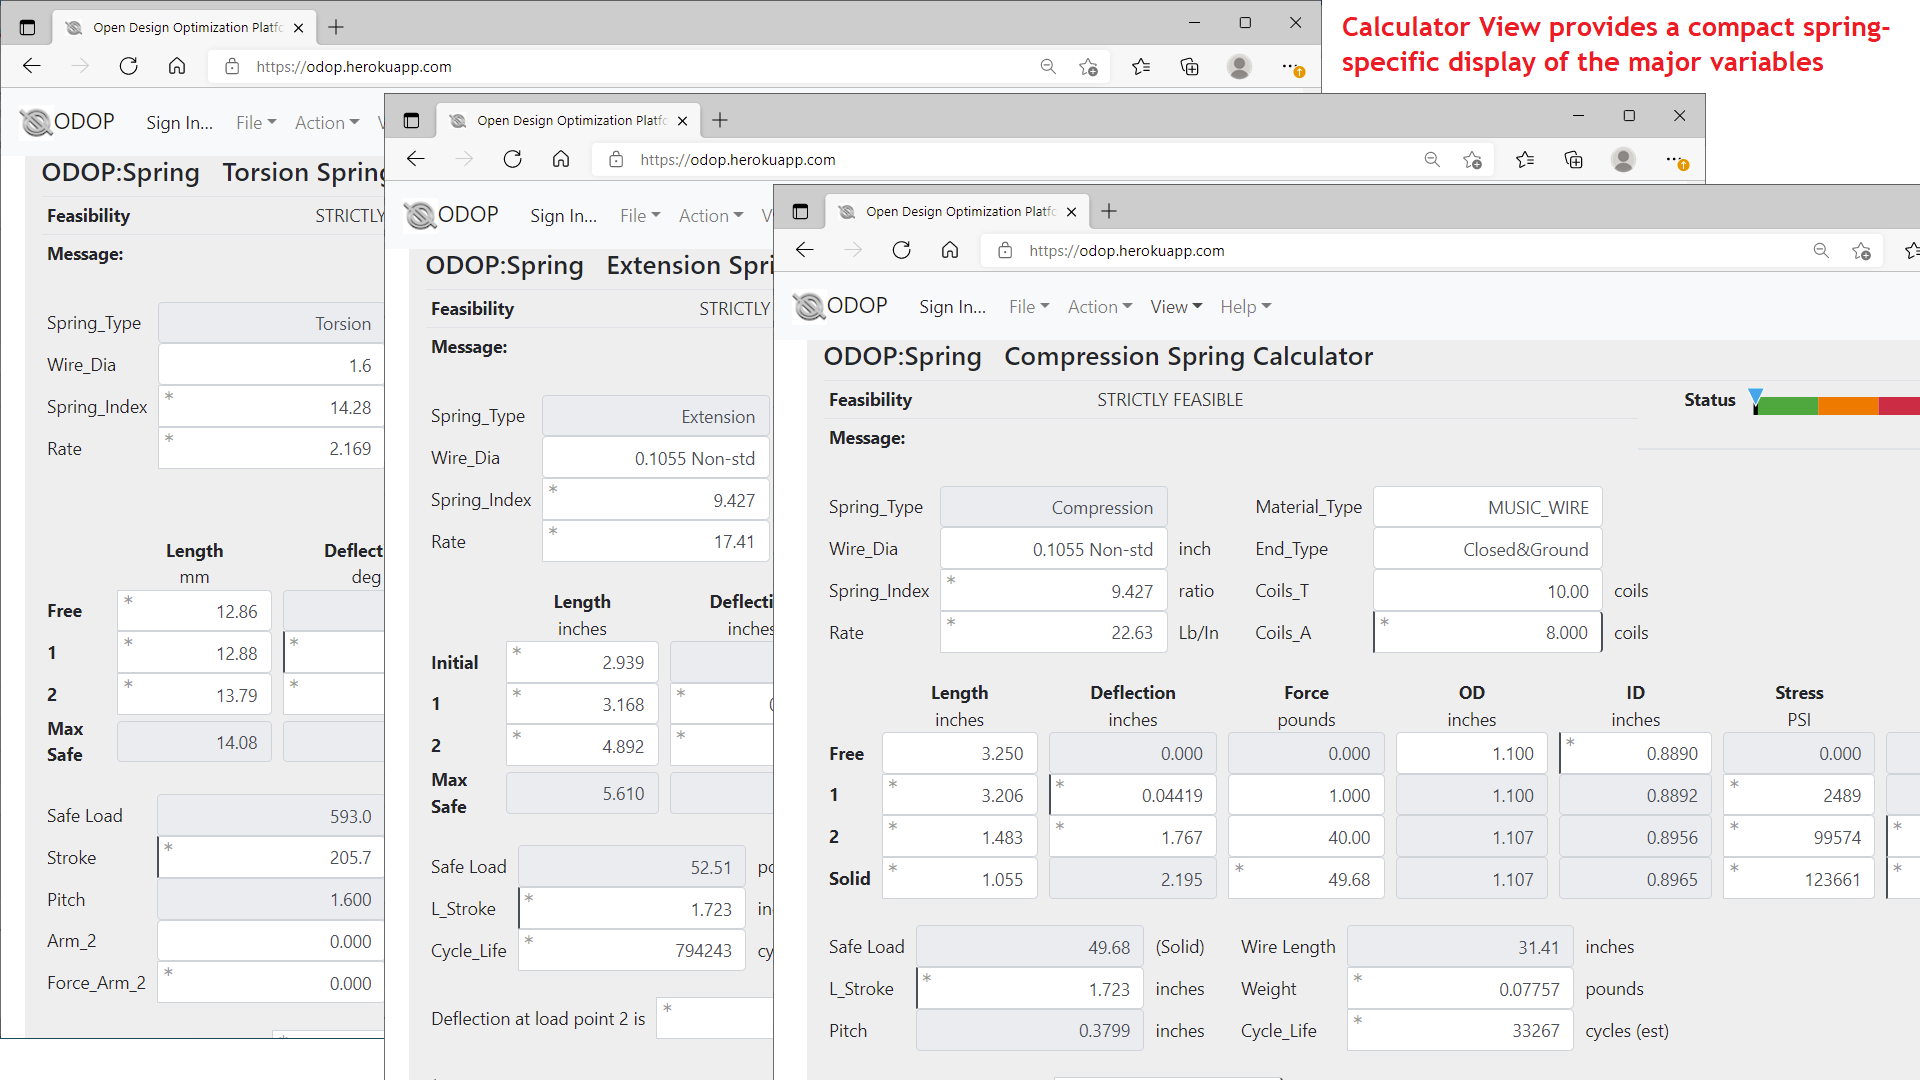 Calculator View provides a compact spring-
specific display of the major variables
Open Design Optimization Platfo
https://odop.herokuapp.com
ODOP Sign In... File Action
ODOP:Spring Torsion Spring
Feasibility STRICTLY
Message:
Spring_Type Torsion
Wire_Dia 1.6
Spring_Index * 14.28
Rate * 2.169
Length Deflect
mm deg
Free * 12.86
1 * 12.88 *
2 * 13.79 *
Max
Safe 14.08
Safe Load 593.0
Stroke * 205.7
Pitch 1.600
Arm_2 0.000
Force_Arm_2 * 0.000
Open Design Optimization Platfo
https://odop.herokuapp.com
ODOP Sign In... File Action V
ODOP:Spring Extension Spri
Feasibility STRICTLY
Message:
Spring_Type Extension
Wire_Dia 0.1055 Non-std
Spring_Index * 9.427
Rate * 17.41
Length Deflecti
inches inches
Initial * 2.939
1 * 3.168 *
2 * 4.892 *
Max
Safe 5.610
Safe Load 52.51 po
L_Stroke * 1.723 in
Cycle_Life * 794243 cy
Deflection at load point 2 is *
Open Design Optimization Platfo
https://odop.herokuapp.com
ODOP Sign In... File Action View Help
ODOP:Spring Compression Spring Calculator
Feasibility STRICTLY FEASIBLE Status
Message:
Spring_Type Compression Material_Type MUSIC_WIRE
Wire_Dia 0.1055 Non-std inch End_Type Closed&Ground
Spring_Index * 9.427 ratio Coils_T 10.00 coils
Rate * 22.63 Lb/In Coils_A * 8.000 coils
Length Deflection Force OD ID Stress
inches inches pounds inches inches PSI
Free 3.250 0.000 0.000 1.100 * 0.8890 0.000
1 * 3.206 * 0.04419 1.000 1.100 0.8892 * 2489
2 * 1.483 * 1.767 40.00 1.107 0.8956 * 99574 *
Solid * 1.055 2.195 * 49.68 1.107 0.8965 * 123661 *
Safe Load 49.68 (Solid) Wire Length 31.41 inches
L_Stroke * 1.723 inches Weight * 0.07757 pounds
Pitch 0.3799 inches Cycle_Life * 33267 cycles (est)